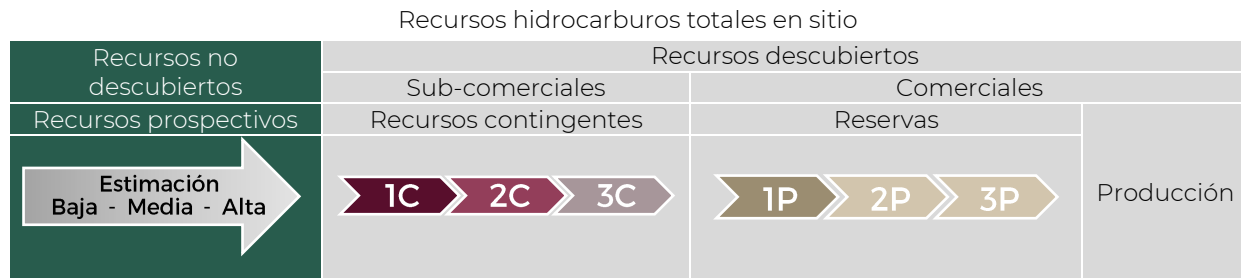 Recursos hidrocarburos totales en sitio
Recursos no
descubiertos
Recursos descubiertos
Sub-comerciales
Comerciales
Recursos prospectivos
Recursos contingentes
Reservas
Estimación
Baja - Media - Alta
1C
2C
3C
1P
2P
3P
Producción